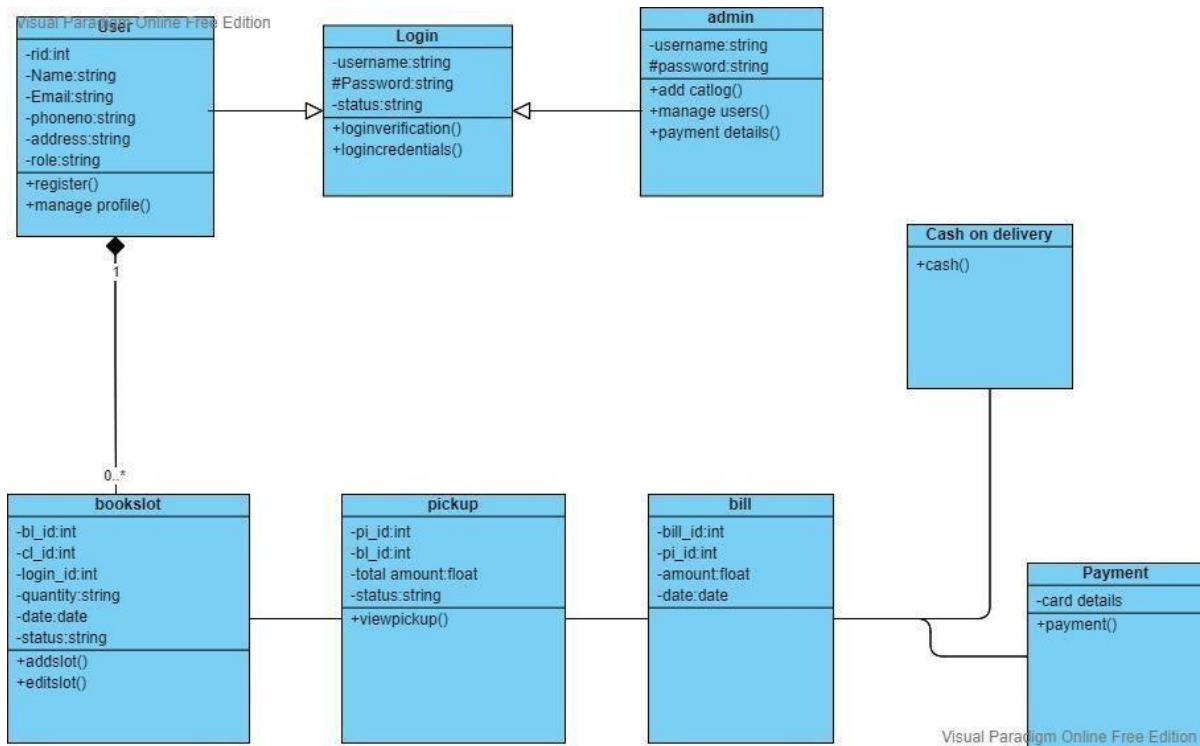 Visual Paradigm Online Free Edition
User
-rid:int
-Name:string
-Email:string
-phoneno:string
-address:string
-role:string
+register()
+manage profile()
Login
-username:string
#Password:string
-status:string
+loginverification()
+logincredentials()
admin
-username:string
#password:string
+add catlog()
+manage users()
+payment details()
Cash on delivery
+cash()
1
0..*
bookslot
-bl_id:int
-cl_id:int
-login_id:int
-quantity:string
-date:date
-status:string
+addslot()
+editslot()
pickup
-pi_id:int
-bl_id:int
-total amount:float
-status:string
+viewpickup()
bill
-bill_id:int
-pi_id:int
-amount:float
-date:date
Payment
-card details
+payment()
Visual Paradigm Online Free Edition